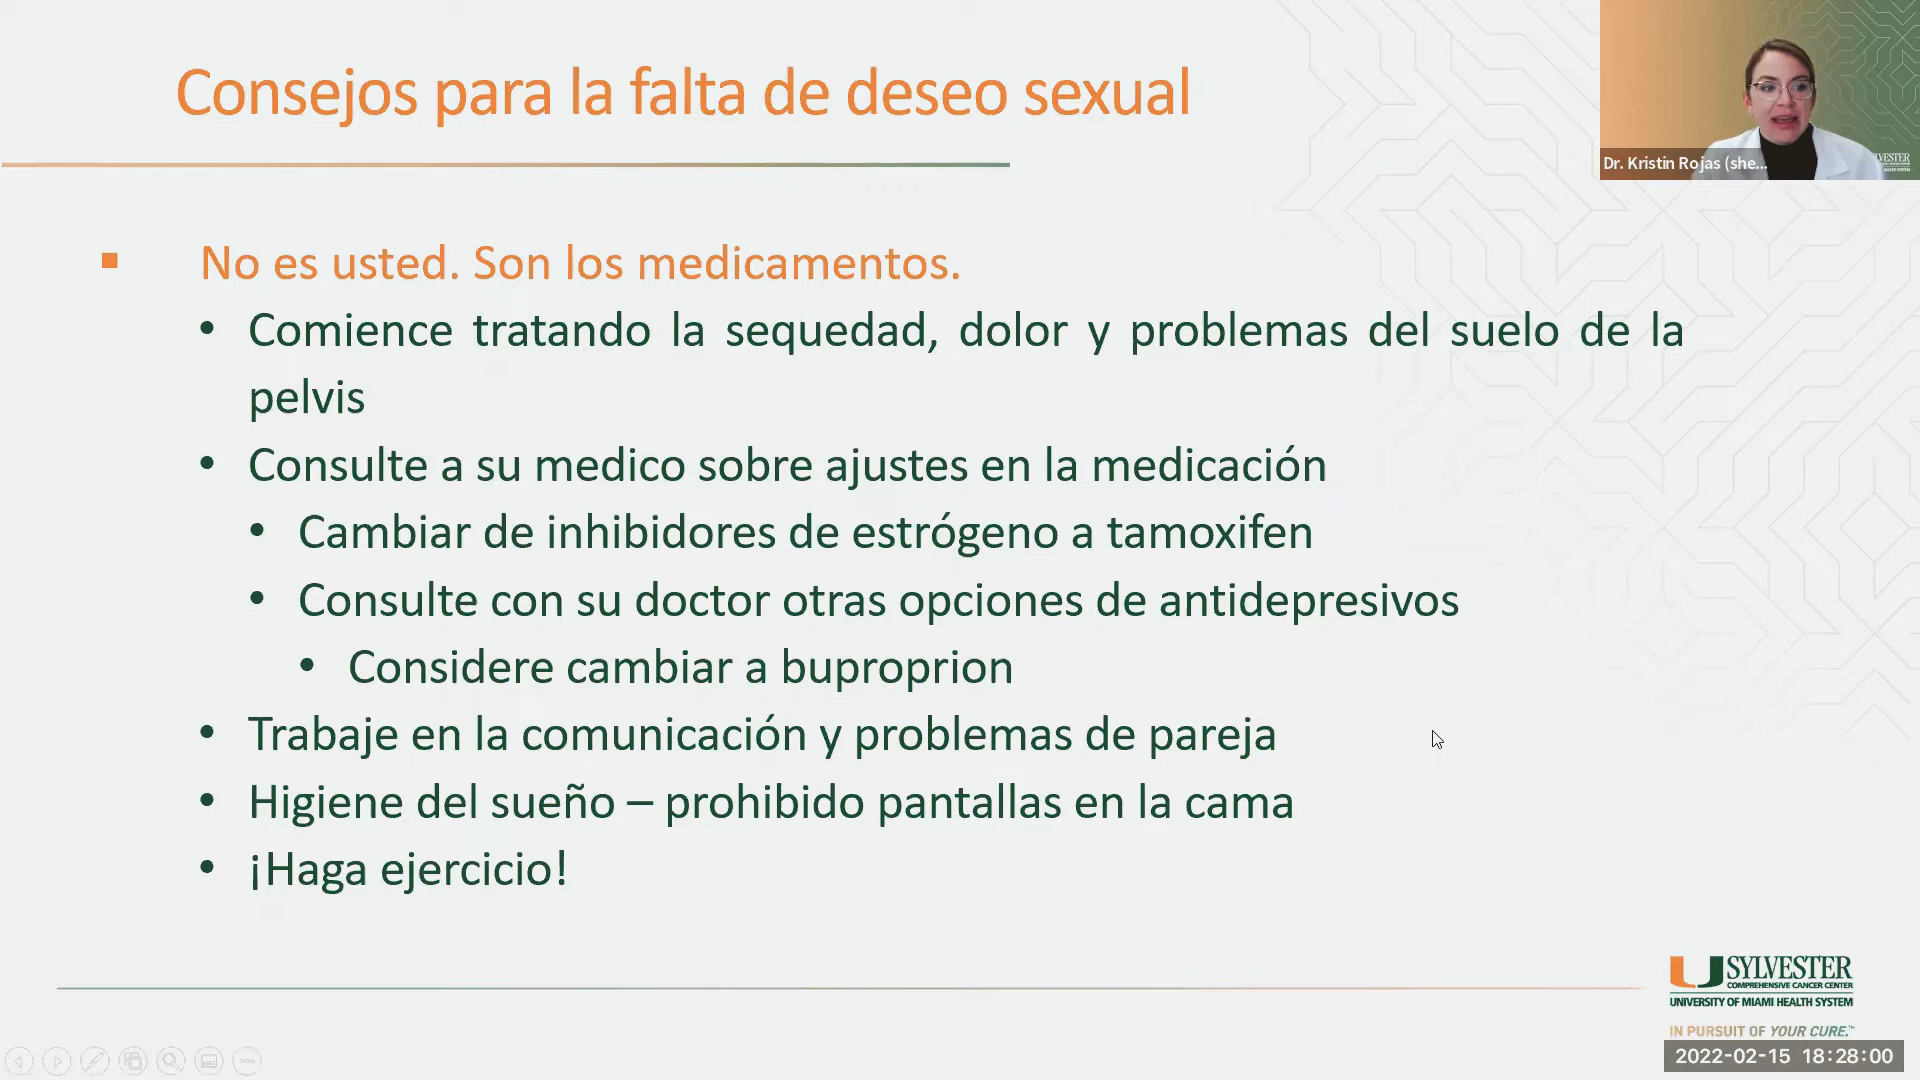 Consejos para la falta de deseo sexual
Dr. Kristin Rojas (she...
No es usted. Son los medicamentos.
• Comience tratando la sequedad, dolor y problemas del suelo de la
pelvis
• Consulte a su medico sobre ajustes en la medicación
• Cambiar de inhibidores de estrógeno a tamoxifen
• Consulte con su doctor otras opciones de antidepresivos
• Considere cambiar a buproprion
• Trabaje en la comunicación y problemas de pareja
• Higiene del sueño – prohibido pantallas en la cama
• ¡Haga ejercicio!
SYLVESTER
COMPREHENSIVE CANCER CENTER
UNIVERSITY OF MIAMI HEALTH SYSTEM
IN PURSUIT OF YOUR CURE.™
2022-02-15 18:28:00